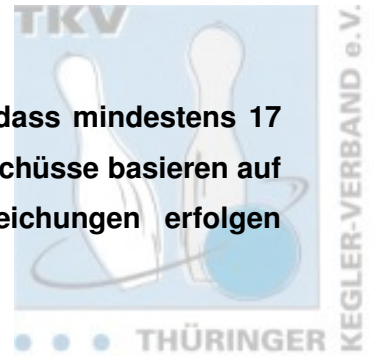 TKV
dass mindestens 17
chüsse basieren auf
eichungen erfolgen
THÜRINGER
KEGLER-VERBAND e.V.